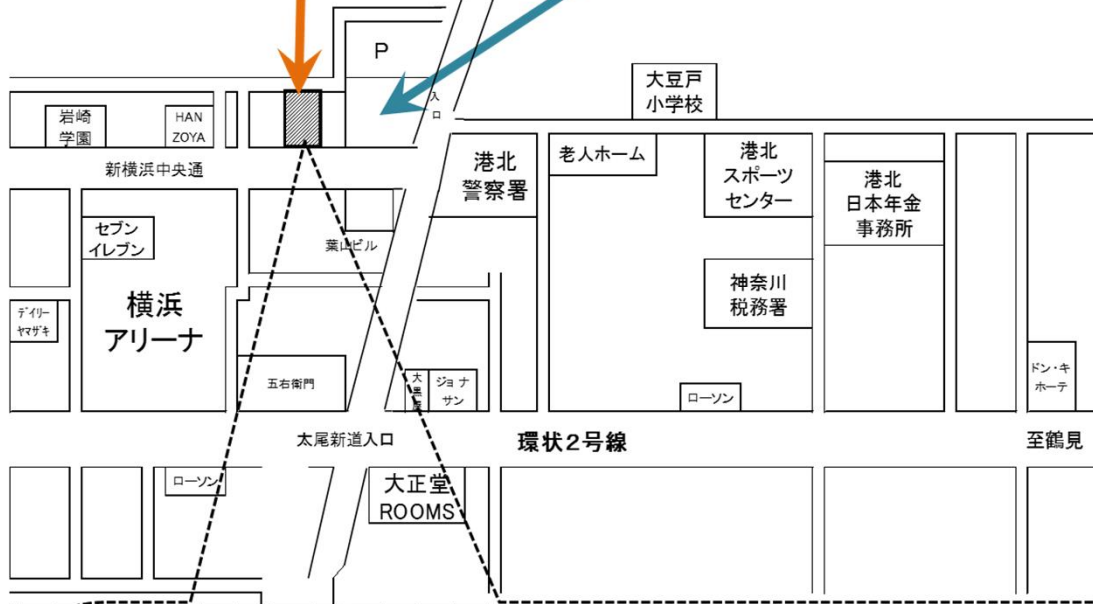 P
大豆戸
小学校
入
口
岩崎
学園
HAN
ZOYA
新横浜中央通
港北
警察署
老人ホーム
港北
スポーツ
センター
港北
日本年金
事務所
セブン
イレブン
葉山ビル
横浜
アリーナ
デイリー
ヤマザキ
神奈川
税務署
五右衛門
大
黒
屋
ジョナ
サン
ローソン
ドン・キ
ホーテ
太尾新道入口
環状2号線
至鶴見
ローソン
大正堂
ROOMS